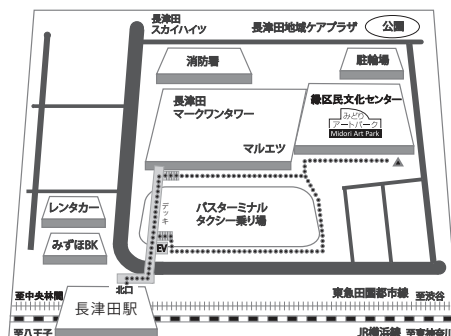 長津田
スカイハイツ
長津田地域ケアプラザ
公園
消防署
駐輪場
長津田
マークワンタワー
緑区民文化センター
みどり
アートパーク
Midori Art Park
マルエツ
デッキ
バスターミナル
タクシー乗り場
レンタカー
みずほBK
EV
北口
至中央林間
東急田園都市線
至渋谷
長津田駅
至八王子
JR横浜線
至東神奈川